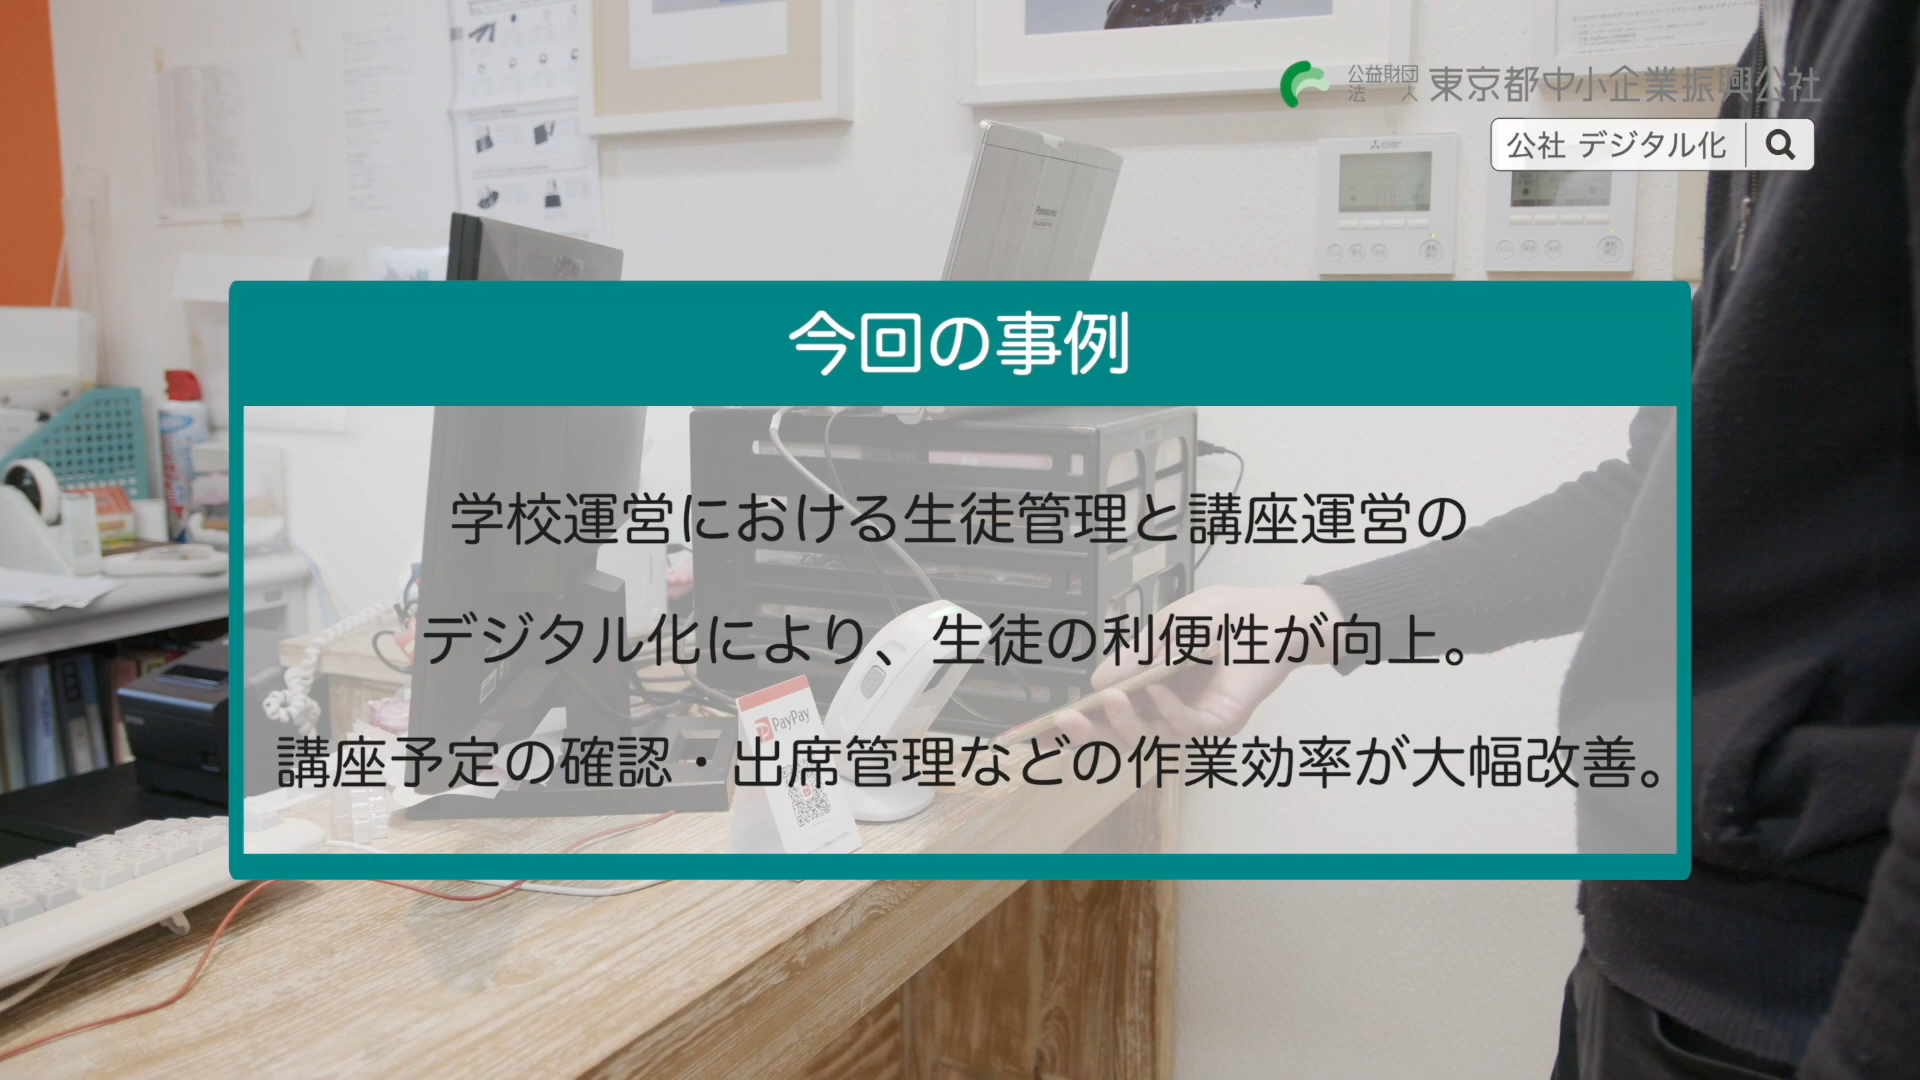 公益財団
法 人
東京都中小企業振興公社
公社 デジタル化
Panasonic
今回の事例
学校運営における生徒管理と講座運営の
デジタル化により、生徒の利便性が向上。
PayPay
講座予定の確認・出席管理などの作業効率が大幅改善。